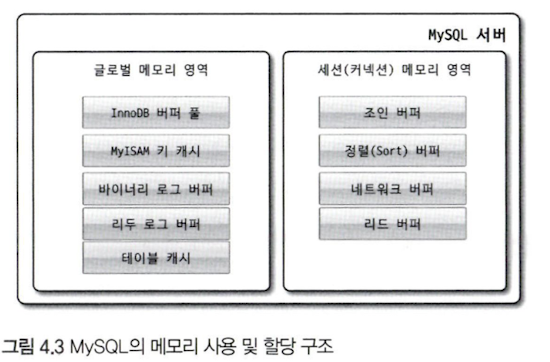 MySQL 서버
글로벌 메모리 영역
InnoDB 버퍼 풀
MyISAM 키 캐시
바이너리 로그 버퍼
리두 로그 버퍼
테이블 캐시
세션(커넥션) 메모리 영역
조인 버퍼
정렬(Sort) 버퍼
네트워크 버퍼
리드 버퍼
그림 4.3 MySQL의 메모리 사용 및 할당 구조